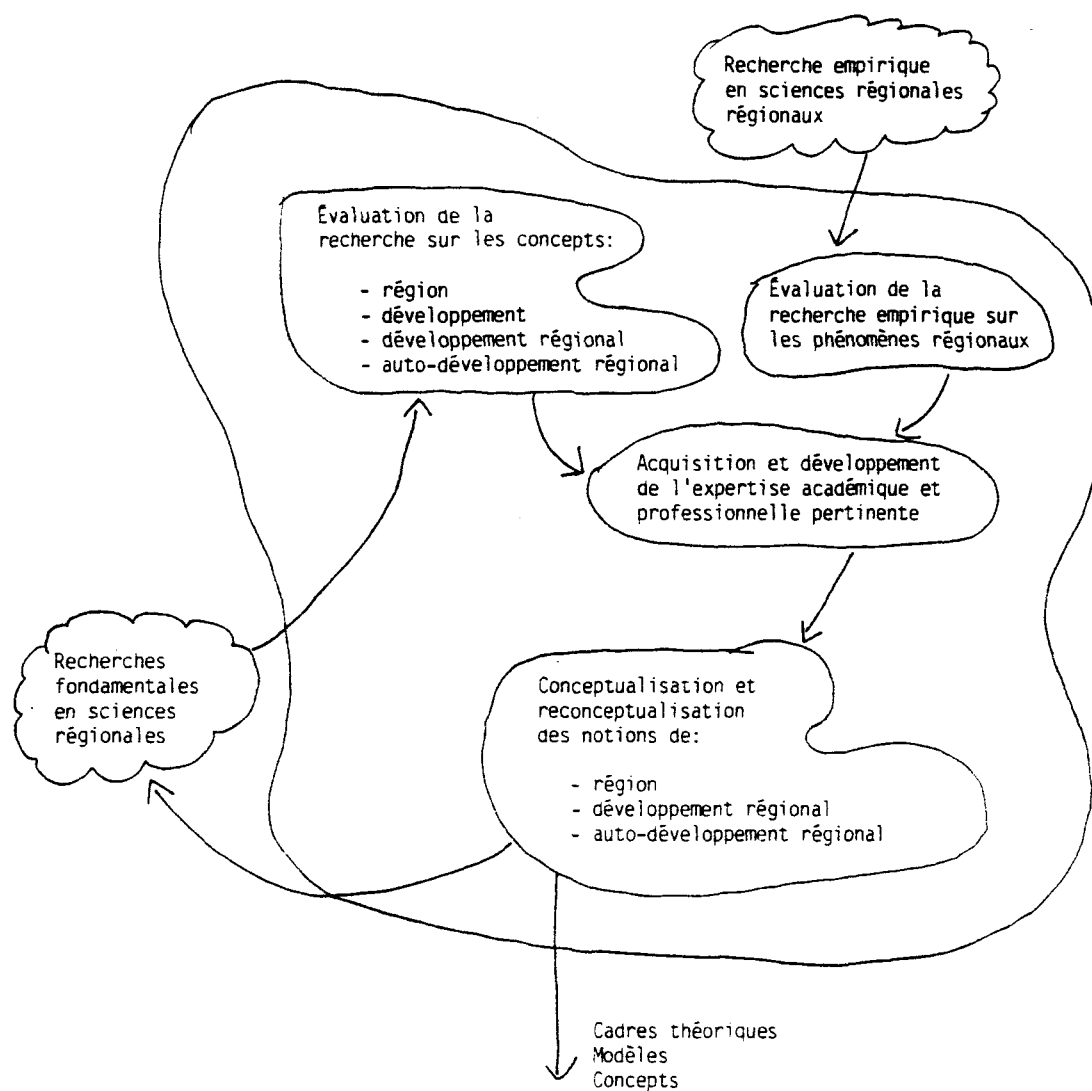 Recherche empirique
en sciences régionales
régionaux
Évaluation de la
recherche sur les concepts:
- région
- développement
- développement régional
- auto-développement régional
Évaluation de la
recherche empirique sur
les phénomènes régionaux
Acquisition et développement
de l'expertise académique et
professionnelle pertinente
Recherches
fondamentales
en sciences
régionales
Conceptualisation et
reconceptualisation
des notions de:
- région
- développement régional
- auto-développement régional
Cadres théoriques
Modèles
Concepts